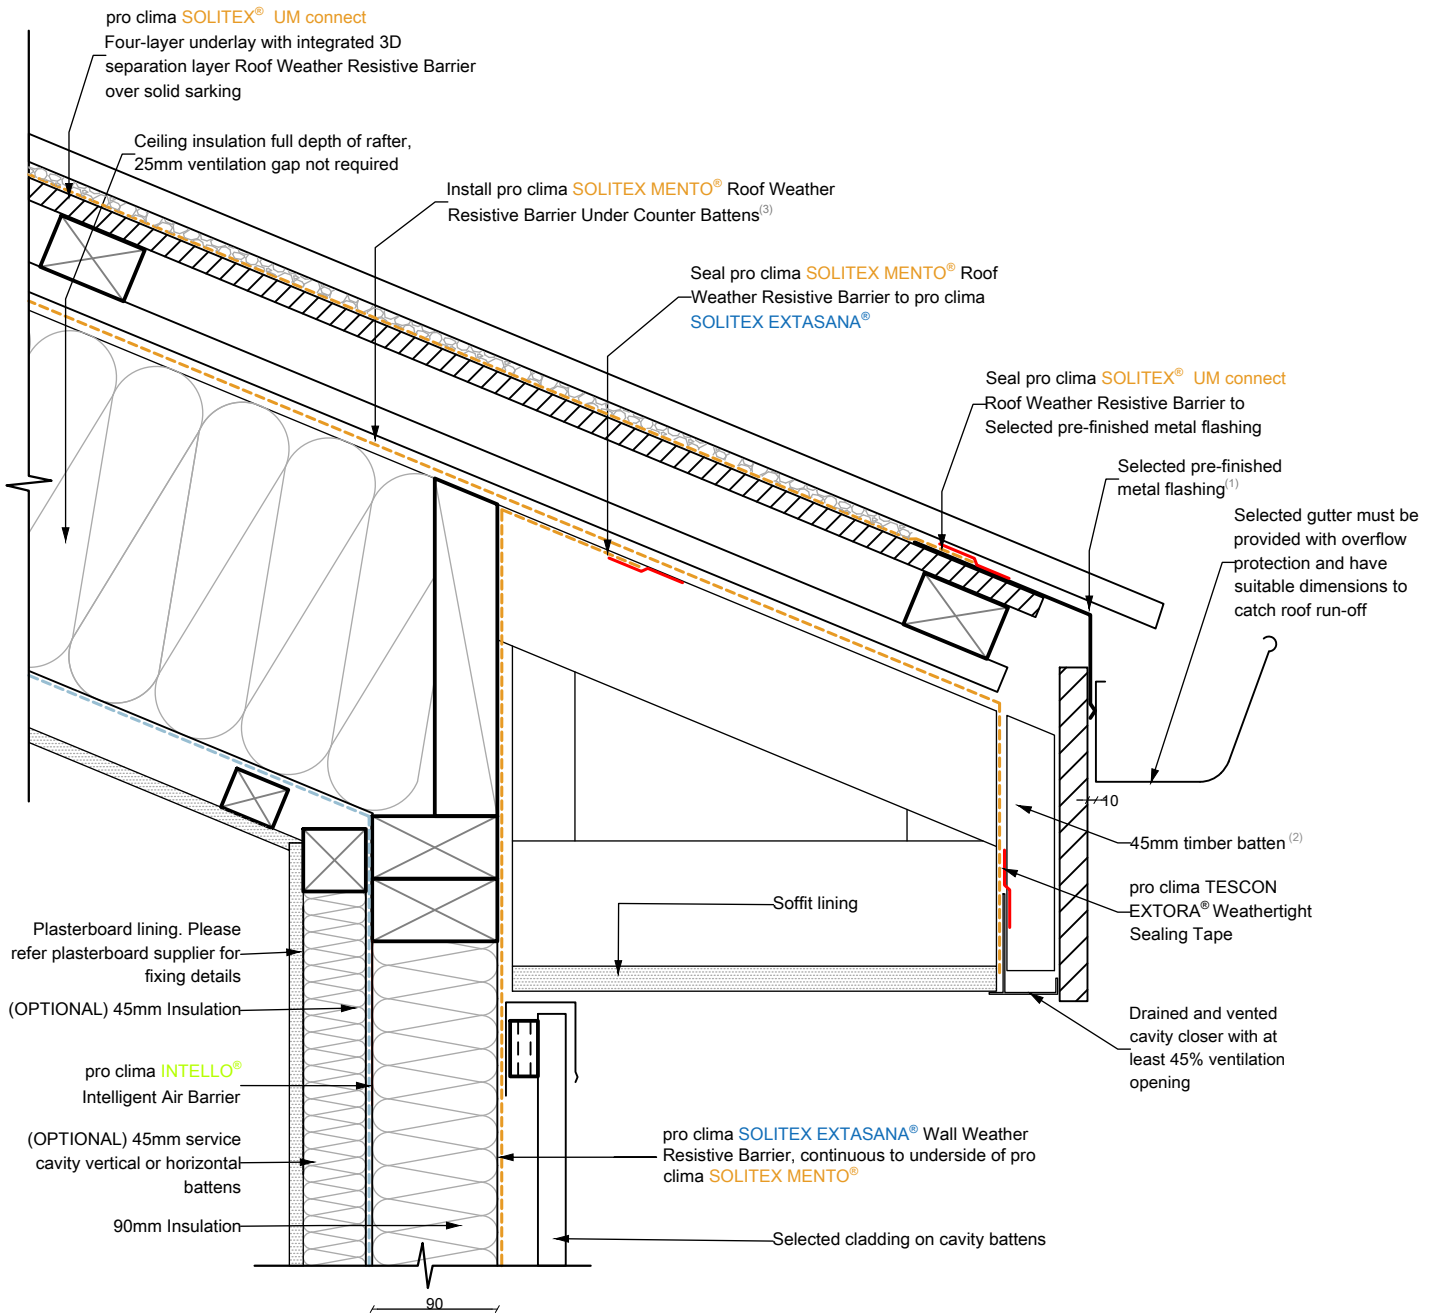 pro clima SOLITEX® UM connect
Four-layer underlay with integrated 3D
separation layer Roof Weather Resistive Barrier
over solid sarking
Ceiling insulation full depth of rafter,
25mm ventilation gap not required
Install pro clima SOLITEX MENTO® Roof Weather
Resistive Barrier Under Counter Battens(3)
Seal pro clima SOLITEX MENTO® Roof
Weather Resistive Barrier to pro clima
SOLITEX EXTASANA®
Seal pro clima SOLITEX® UM connect
Roof Weather Resistive Barrier to
Selected pre-finished metal flashing
Selected pre-finished
metal flashing(1)
Selected gutter must be
provided with overflow
protection and have
suitable dimensions to
catch roof run-off
10
45mm timber batten (2)
pro clima TESCON
EXTORA® Weathertight
Sealing Tape
Soffit lining
Drained and vented
cavity closer with at
least 45% ventilation
opening
Plasterboard lining. Please
refer plasterboard supplier for
fixing details
(OPTIONAL) 45mm Insulation
pro clima INTELLO®
Intelligent Air Barrier
(OPTIONAL) 45mm service
cavity vertical or horizontal
battens
90mm Insulation
pro clima SOLITEX EXTASANA® Wall Weather
Resistive Barrier, continuous to underside of pro
clima SOLITEX MENTO®
Selected cladding on cavity battens
90